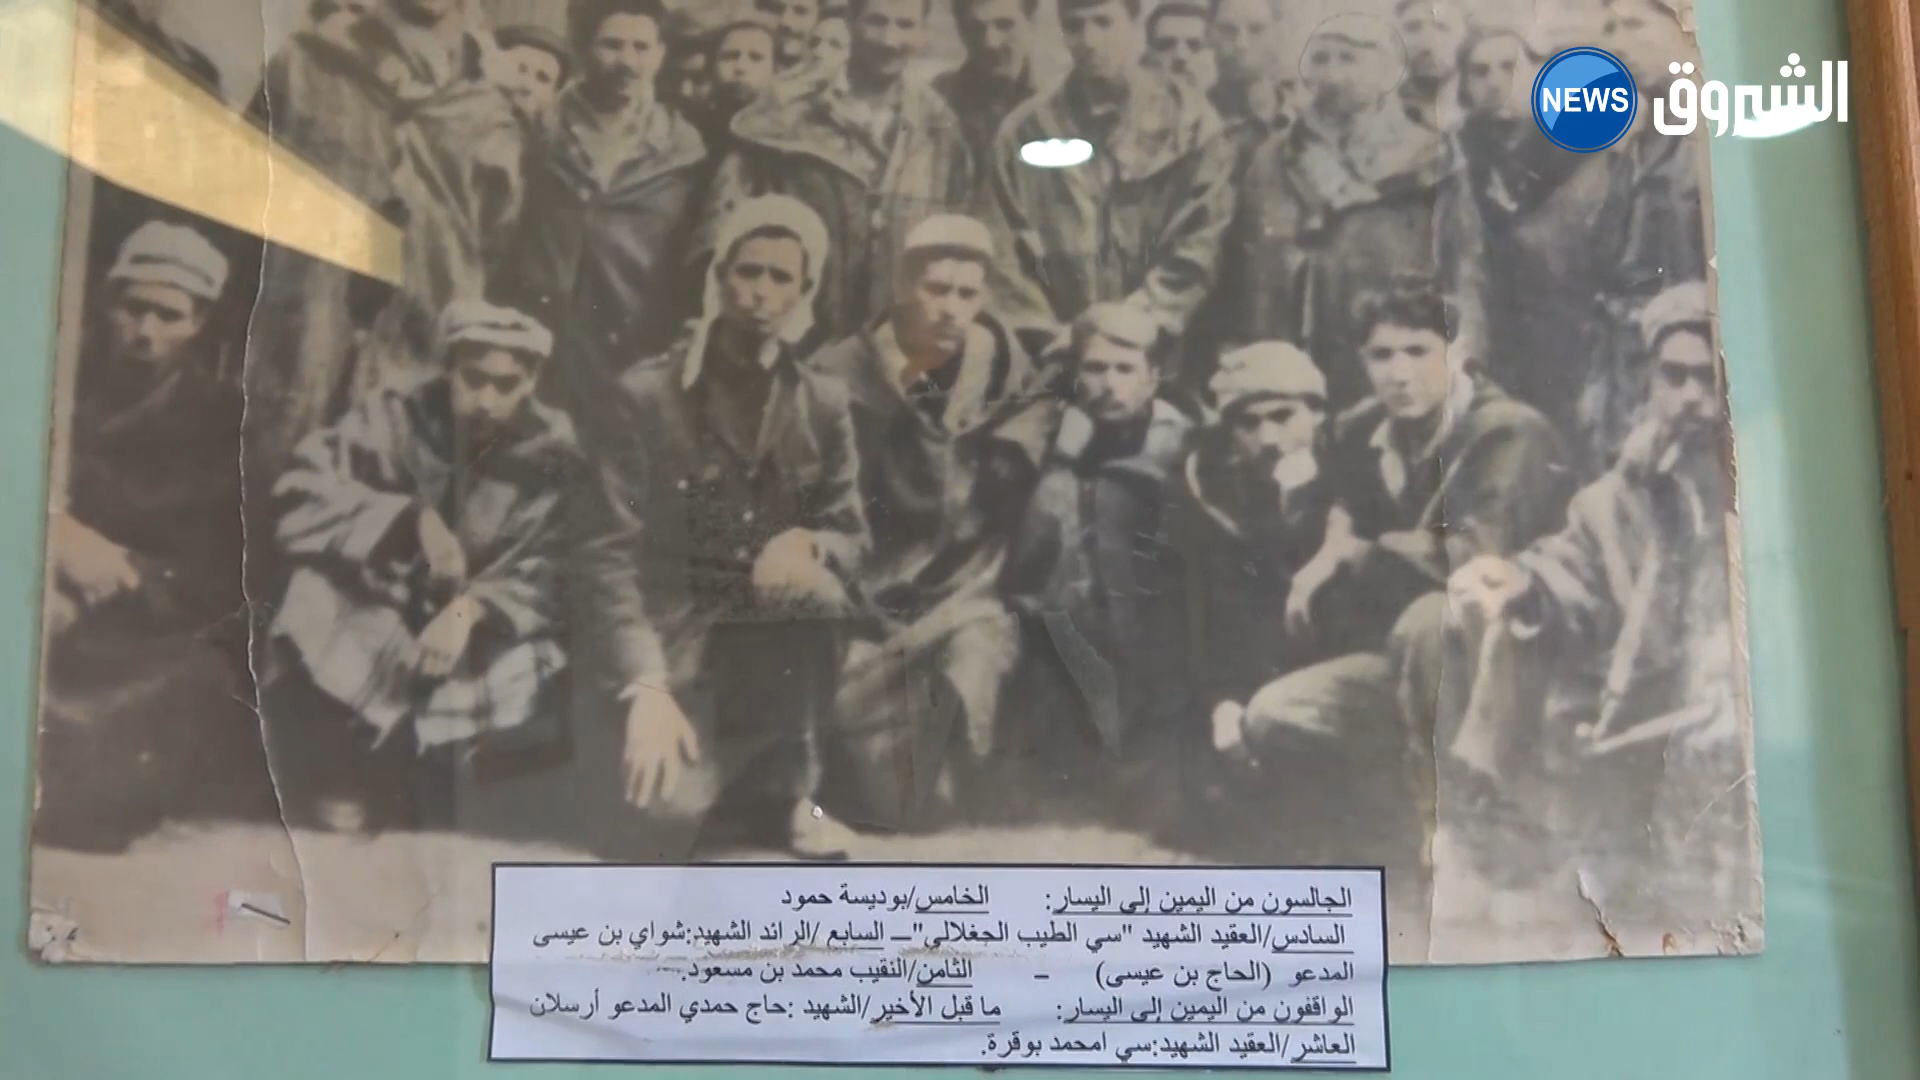 NEWS الشروق
الجالسون من اليمين إلى اليسار: الخامس/بوديسة حمود
السادس/العقيد الشهيد "سي الطيب الجغلالي" – السابع /الرائد الشهيد:شواي بن عيسى
المدعو (الحاج بن عيسى) – الثامن/النقيب محمد بن مسعود.
الواقفون من اليمين إلى اليسار: ما قبل الأخير/الشهيد :حاج حمدي المدعو أرسلان
العاشر/العقيد الشهيد:سي امحمد بوقرة.